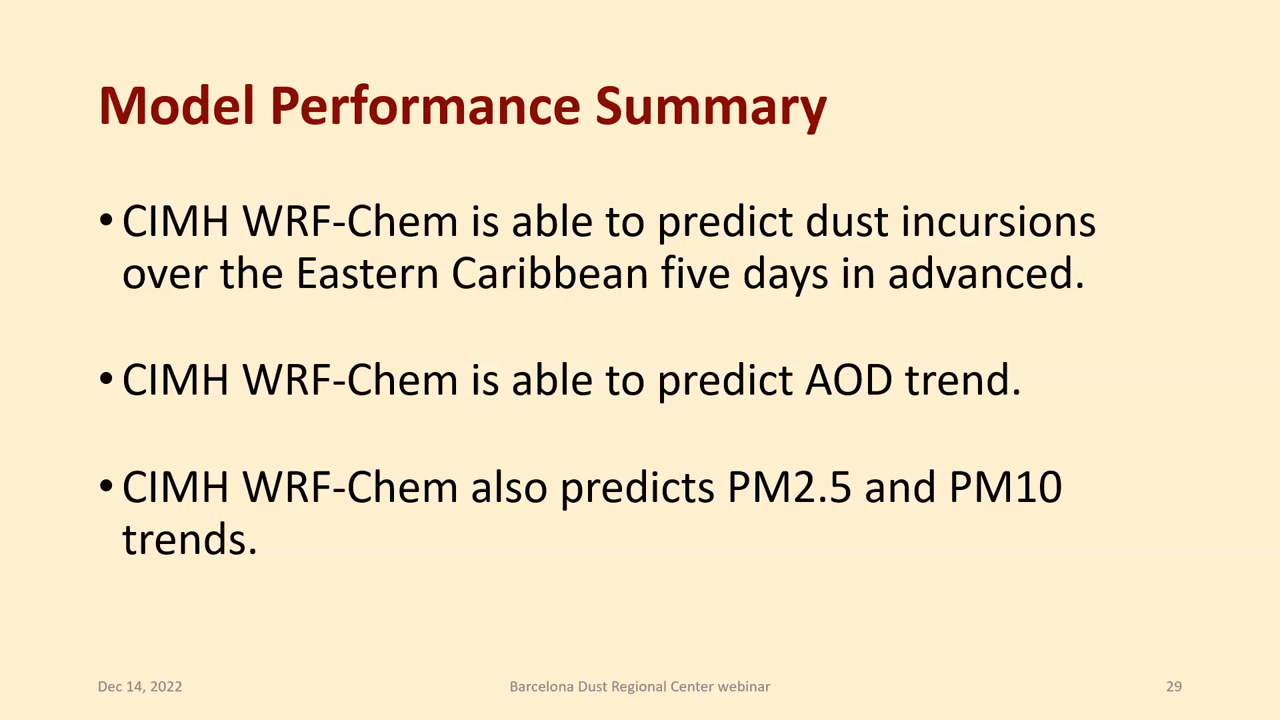 Model Performance Summary
•CIMH WRF-Chem is able to predict dust incursions
over the Eastern Caribbean five days in advanced.
•CIMH WRF-Chem is able to predict AOD trend.
•CIMH WRF-Chem also predicts PM2.5 and PM10
trends.
Dec 14, 2022
Barcelona Dust Regional Center webinar
29